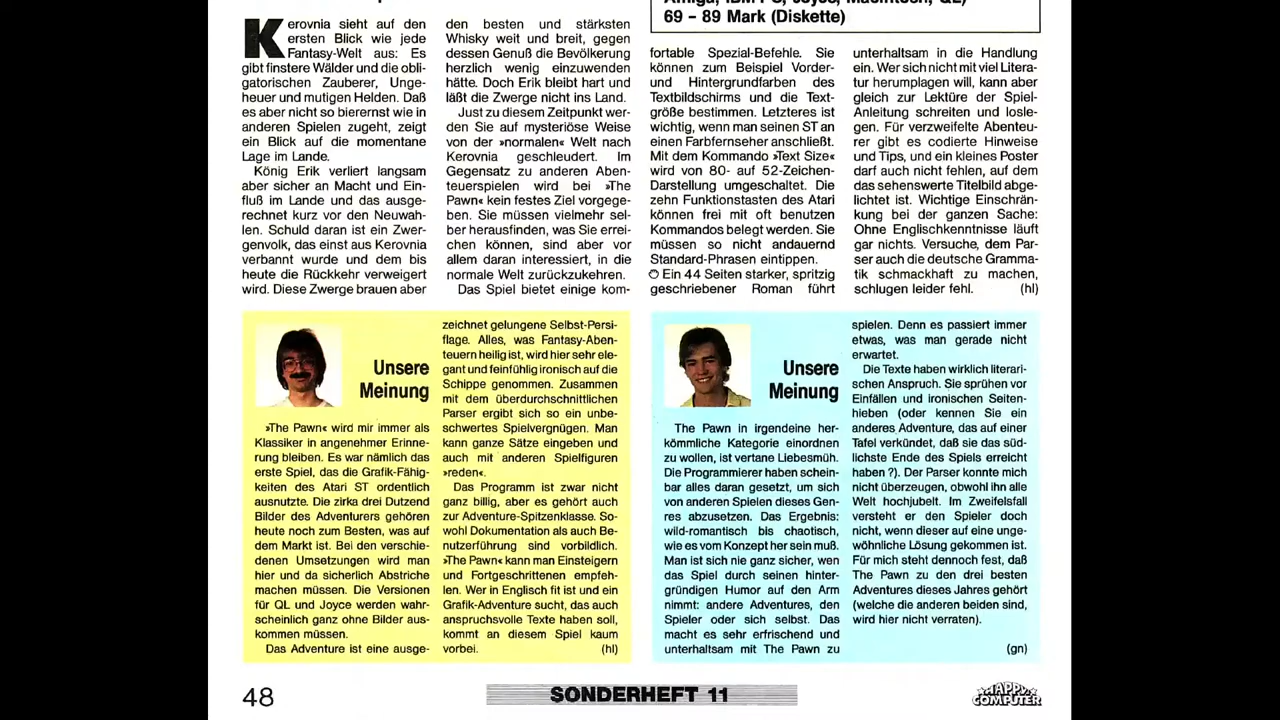 69 – 89 Mark (Diskette)
Kerovnia sieht auf den
ersten Blick wie jede
Fantasy-Welt aus: Es
gibt finstere Wälder und die obli-
gatorischen Zauberer, Unge-
heuer und mutigen Helden. Daß
es aber nicht so bierernst wie in
anderen Spielen zugeht, zeigt
ein Blick auf die momentane
Lage im Lande.
König Erik verliert langsam
aber sicher an Macht und Ein-
fluß im Lande und das ausge-
rechnet kurz vor den Neuwah-
len. Schuld daran ist ein Zwer-
genvolk, das einst aus Kerovnia
verbannt wurde und dem bis
heute die Rückkehr verweigert
wird. Diese Zwerge brauen aber
den besten und stärksten
Whisky weit und breit, gegen
dessen Genuß die Bevölkerung
herzlich wenig einzuwenden
hätte. Doch Erik bleibt hart und
läßt die Zwerge nicht ins Land.
Just zu diesem Zeitpunkt wer-
den Sie auf mysteriöse Weise
von der »normalen« Welt nach
Kerovnia geschleudert. Im
Gegensatz zu anderen Aben-
teuerspielen wird bei »The
Pawn« kein festes Ziel vorgege-
ben. Sie müssen vielmehr sel-
ber herausfinden, was Sie errei-
chen können, sind aber vor
allem daran interessiert, in die
normale Welt zurückzukehren.
Das Spiel bietet einige kom-
fortable Spezial-Befehle. Sie
können zum Beispiel Vorder-
und Hintergrundfarben des
Textbildschirms und die Text-
größe bestimmen. Letzteres ist
wichtig, wenn man seinen ST an
einen Farbfernseher anschließt.
Mit dem Kommando »Text Size«
wird von 80- auf 52-Zeichen-
Darstellung umgeschaltet. Die
zehn Funktionstasten des Atari
können frei mit oft benutzen
Kommandos belegt werden. Sie
müssen so nicht andauernd
Standard-Phrasen eintippen.
Ein 44 Seiten starker, spritzig
geschriebener Roman führt
unterhaltsam in die Handlung
ein. Wer sich nicht mit viel Litera-
tur herumplagen will, kann aber
gleich zur Lektüre der Spiel-
Anleitung schreiten und losle-
gen. Für verzweifelte Abenteu-
rer gibt es codierte Hinweise
und Tips, und ein kleines Poster
darf auch nicht fehlen, auf dem
das sehenswerte Titelbild abge-
lichtet ist. Wichtige Einschrän-
kung bei der ganzen Sache:
Ohne Englischkenntnisse läuft
gar nichts. Versuche, dem Par-
ser auch die deutsche Gramma-
tik schmackhaft zu machen,
schlugen leider fehl. (hl)
Unsere
Meinung
»The Pawn« wird mir immer als
Klassiker in angenehmer Erinne-
rung bleiben. Es war nämlich das
erste Spiel, das die Grafik-Fähig-
keiten des Atari ST ordentlich
ausnutzte. Die zirka drei Dutzend
Bilder des Adventurers gehören
heute noch zum Besten, was auf
dem Markt ist. Bei den verschie-
denen Umsetzungen wird man
hier und da sicherlich Abstriche
machen müssen. Die Versionen
für QL und Joyce werden wahr-
scheinlich ganz ohne Bilder aus-
kommen müssen.
Das Adventure ist eine ausge-
zeichnet gelungene Selbst-Persi-
flage. Alles, was Fantasy-Aben-
teuern heilig ist, wird hier sehr ele-
gant und feinfühlig ironisch auf die
Schippe genommen. Zusammen
mit dem überdurchschnittlichen
Parser ergibt sich so ein unbe-
schwertes Spielvergnügen. Man
kann ganze Sätze eingeben und
auch mit anderen Spielfiguren
»reden«.
Das Programm ist zwar nicht
ganz billig, aber es gehört auch
zur Adventure-Spitzenklasse. So-
wohl Dokumentation als auch Be-
nutzerführung sind vorbildlich.
»The Pawn« kann man Einsteigern
und Fortgeschrittenen empfeh-
len. Wer in Englisch fit ist und ein
Grafik-Adventure sucht, das auch
anspruchsvolle Texte haben soll,
kommt an diesem Spiel kaum
vorbei. (hl)
Unsere
Meinung
The Pawn in irgendeine her-
kömmliche Kategorie einordnen
zu wollen, ist vertane Liebesmüh.
Die Programmierer haben schein-
bar alles daran gesetzt, um sich
von anderen Spielen dieses Gen-
res abzusetzen. Das Ergebnis:
wild-romantisch bis chaotisch,
wie es vom Konzept her sein muß.
Man ist sich nie ganz sicher, wen
das Spiel durch seinen hinter-
gründigen Humor auf den Arm
nimmt: andere Adventures, den
Spieler oder sich selbst. Das
macht es sehr erfrischend und
unterhaltsam mit The Pawn zu
spielen. Denn es passiert immer
etwas, was man gerade nicht
erwartet.
Die Texte haben wirklich literari-
schen Anspruch. Sie sprühen vor
Einfällen und ironischen Seiten-
hieben (oder kennen Sie ein
anderes Adventure, das auf einer
Tafel verkündet, daß sie das süd-
lichste Ende des Spiels erreicht
haben ?). Der Parser konnte mich
nicht überzeugen, obwohl ihn alle
Welt hochjubelt. Im Zweifelsfall
versteht er den Spieler doch
nicht, wenn dieser auf eine unge-
wöhnliche Lösung gekommen ist.
Für mich steht dennoch fest, daß
The Pawn zu den drei besten
Adventures dieses Jahres gehört
(welche die anderen beiden sind,
wird hier nicht verraten).
(gn)
48
SONDERHEFT 11
HAPPY
COMPUTER